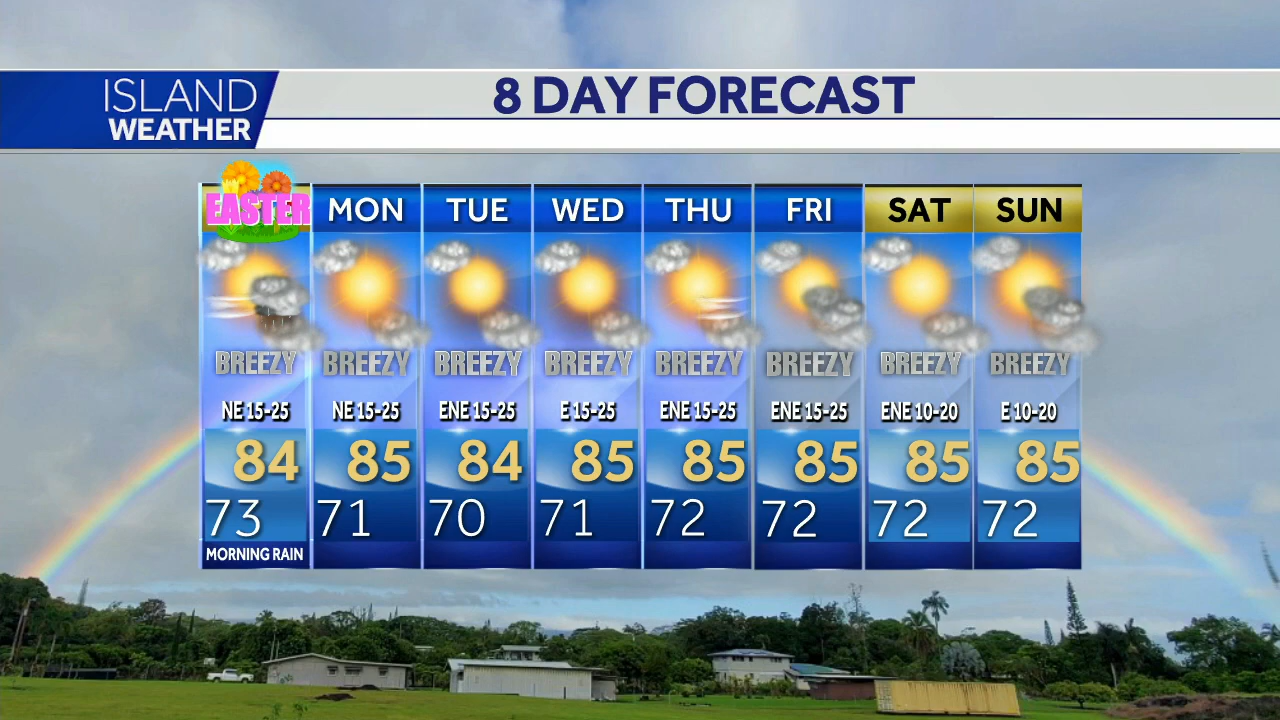 ISLAND
WEATHER
8 DAY FORECAST
EASTER MON TUE WED THU FRI SAT SUN
BREEZY BREEZY BREEZY BREEZY BREEZY BREEZY BREEZY BREEZY
NE 15-25 NE 15-25 ENE 15-25 E 15-25 ENE 15-25 ENE 15-25 ENE 10-20 E 10-20
84 85 84 85 85 85 85 85
73 71 70 71 72 72 72 72
MORNING RAIN